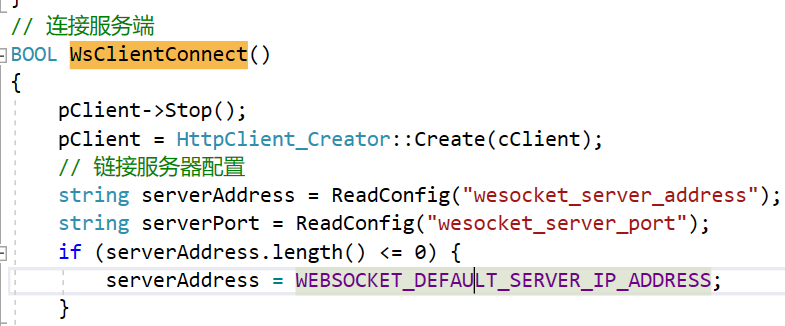 }
// 连接服务端
BOOL WsClientConnect()
{
pClient->Stop();
pClient = HttpClient_Creator::Create(cClient);
// 链接服务器配置
string serverAddress = ReadConfig("wesocket_server_address");
string serverPort = ReadConfig("wesocket_server_port");
if (serverAddress.length() <= 0) {
serverAddress = WEBSOCKET_DEFAULT_SERVER_IP_ADDRESS;
}